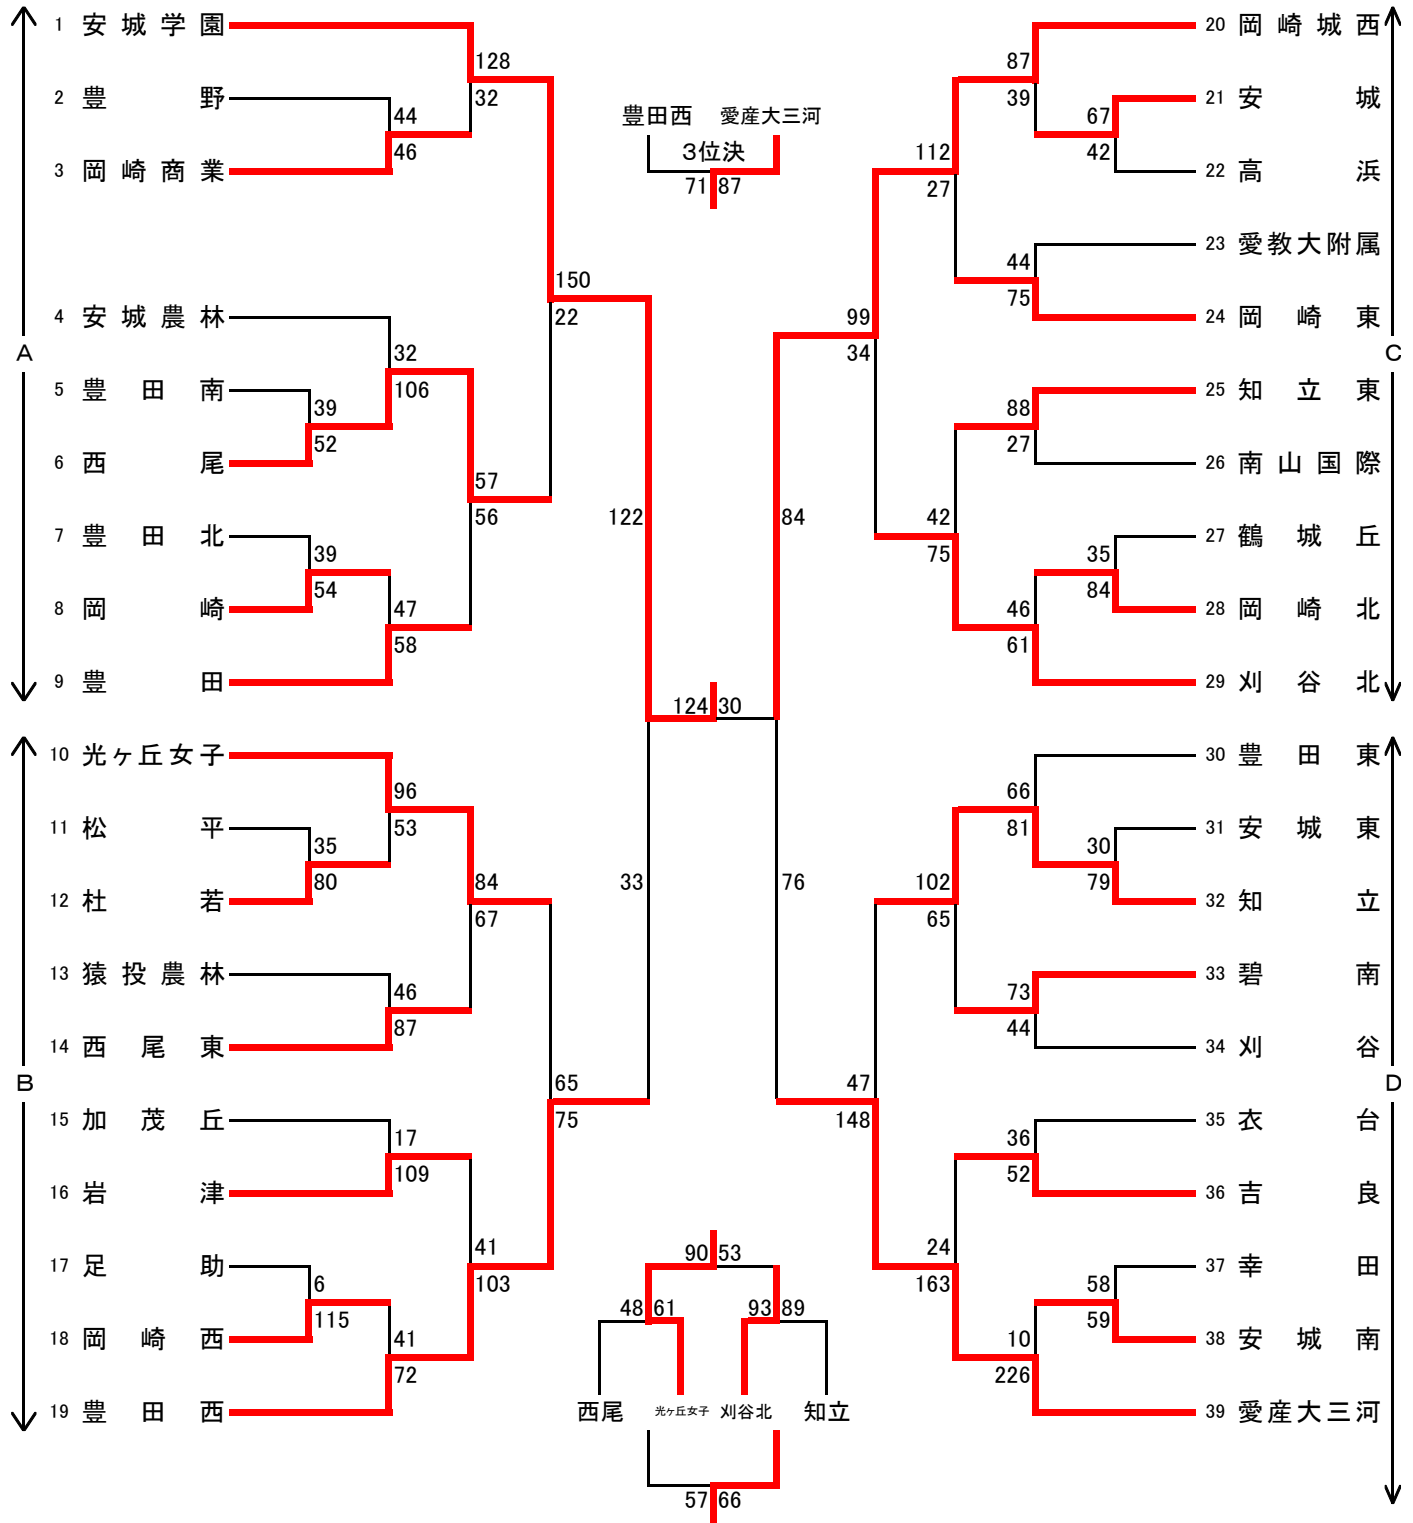 1 安城学園
128
32
2 豊野
44
46
3 岡崎商業
150
22
4 安城農林
32
106
A
5 豊田南
39
52
6 西尾
57
56
7 豊田北
39
54
8 岡崎
47
58
9 豊田
122
10 光ヶ丘女子
96
53
11 松平
35
80
12 杜若
84
67
33
13 猿投農林
46
87
14 西尾東
B
65
75
15 加茂丘
17
109
16 岩津
41
103
17 足助
6
115
18 岡崎西
41
72
19 豊田西
豊田西 愛産大三河
3位決
71 87
124 30
90 53
48 61 93 89
西尾 光ヶ丘女子 刈谷北 知立
57 66
20 岡崎城西
87
39
21 安城
67
42
22 高浜
112
27
23 愛教大附属
44
75
24 岡崎東
99
34
C
25 知立東
88
27
26 南山国際
84
42
75
27 鶴城丘
35
84
28 岡崎北
46
61
29 刈谷北
30 豊田東
66
81
31 安城東
30
79
32 知立
76
102
65
33 碧南
73
44
34 刈谷
D
47
148
35 衣台
36
52
36 吉良
24
163
37 幸田
58
59
38 安城南
10
226
39 愛産大三河